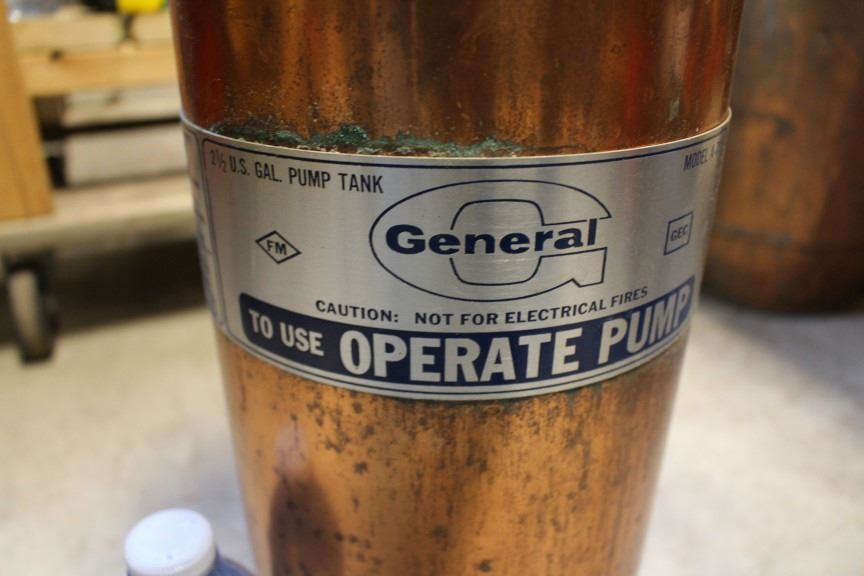 2½ U.S. GAL. PUMP TANK
MODEL
FM
General
GEC
CAUTION: NOT FOR ELECTRICAL FIRES
TO USE OPERATE PUMP